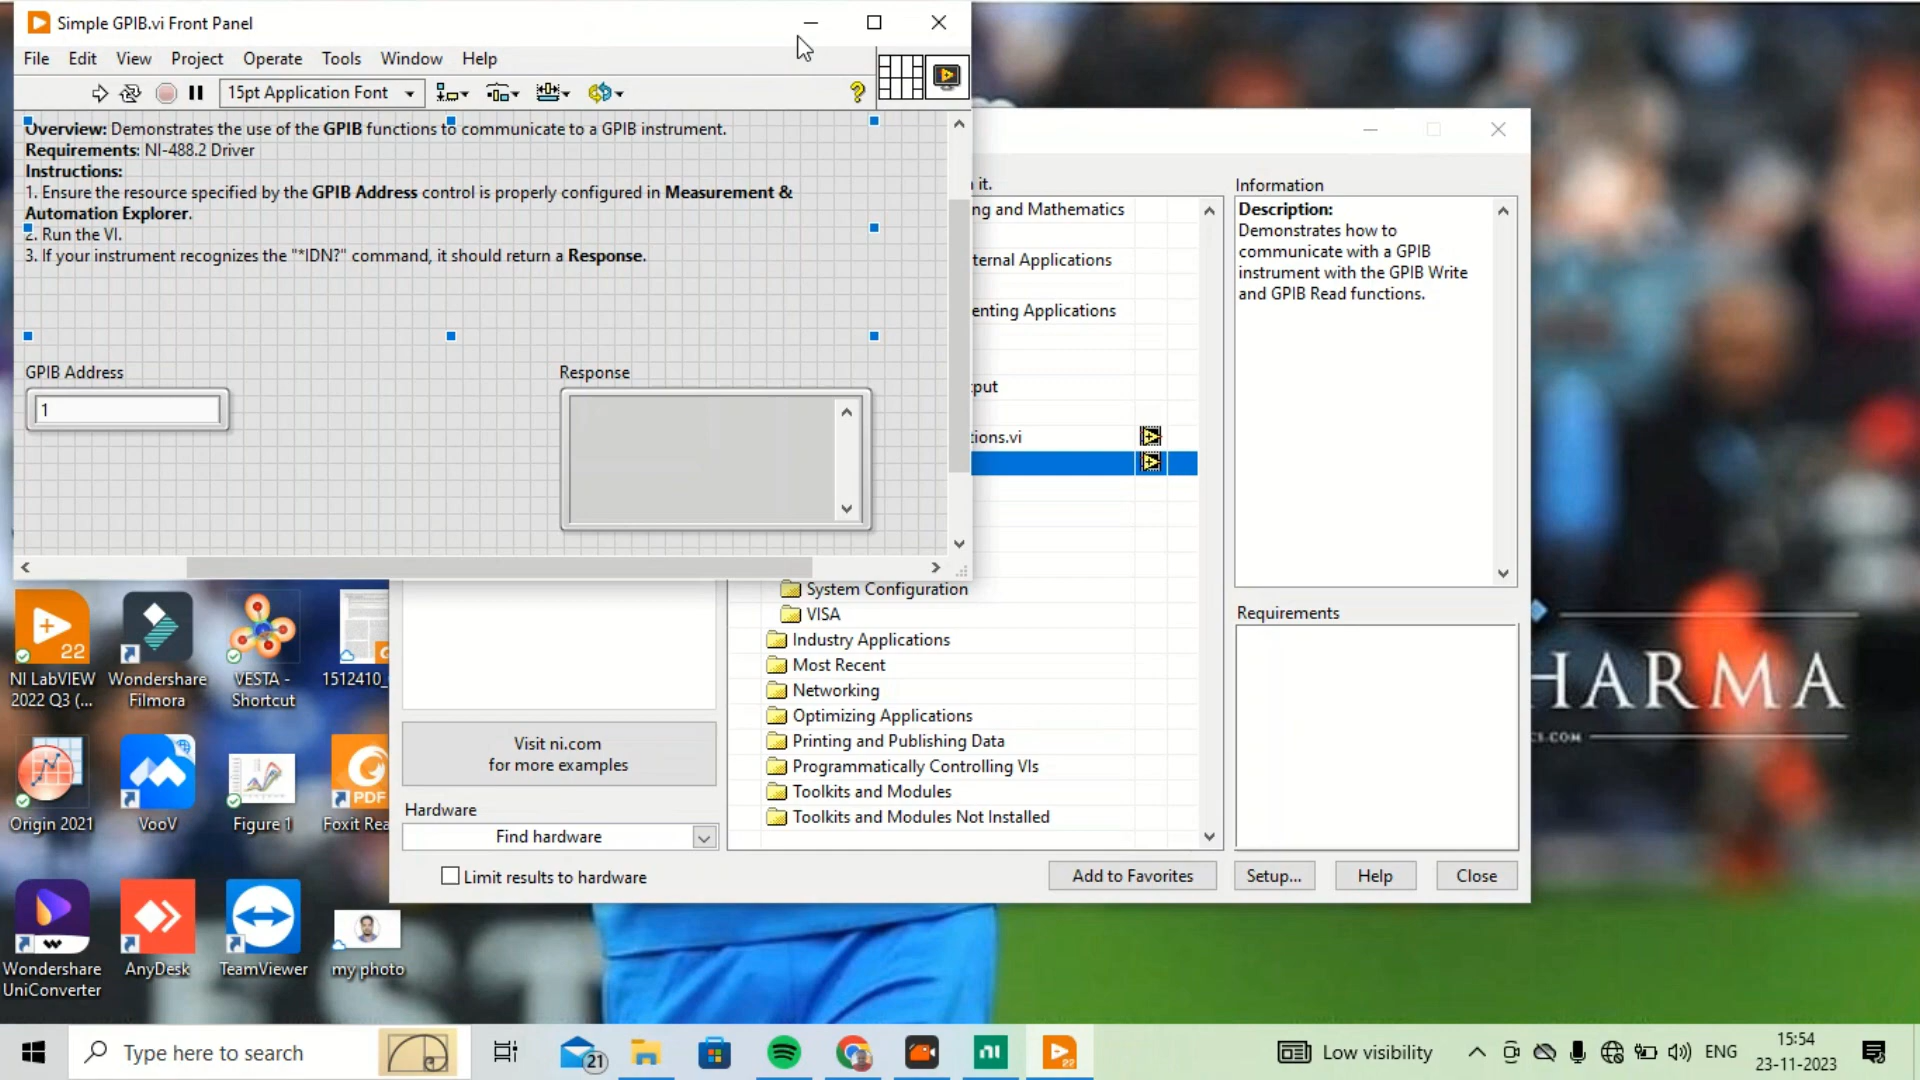 Simple GPIB.vi Front Panel
File Edit View Project Operate Tools Window Help
15pt Application Font
Overview: Demonstrates the use of the GPIB functions to communicate to a GPIB instrument.
Requirements: NI-488.2 Driver
Instructions:
1. Ensure the resource specified by the GPIB Address control is properly configured in Measurement &
Automation Explorer.
2. Run the VI.
3. If your instrument recognizes the "*IDN?" command, it should return a Response.
GPIB Address
1
Response
it.
ng and Mathematics
ternal Applications
enting Applications
put
tions.vi
System Configuration
VISA
Industry Applications
Most Recent
Networking
Optimizing Applications
Printing and Publishing Data
Programmatically Controlling VIs
Toolkits and Modules
Toolkits and Modules Not Installed
Information
Description:
Demonstrates how to
communicate with a GPIB
instrument with the GPIB Write
and GPIB Read functions.
Requirements
Visit ni.com
for more examples
Hardware
Find hardware
Limit results to hardware
Add to Favorites
Setup...
Help
Close
22
NI LabVIEW
2022 Q3 (...
Wondershare
Filmora
VESTA -
Shortcut
1512410_
Origin 2021
VooV
Figure 1
PDF
Foxit Rea
Wondershare
UniConverter
AnyDesk
TeamViewer
my photo
HARMA
CS.COM
Type here to search
21
22
Low visibility
ENG
15:54
23-11-2023